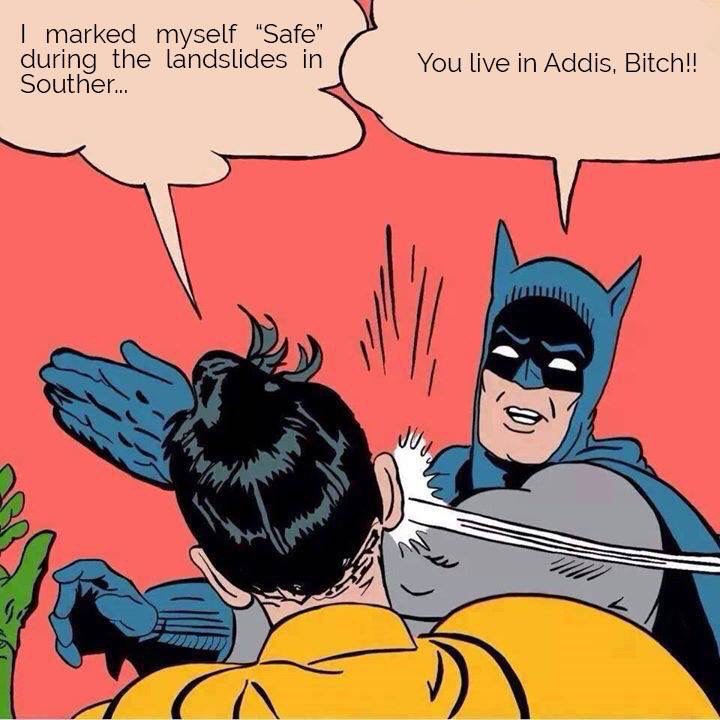 I marked myself “Safe”
during the landslides in
Souther...
You live in Addis, Bitch!!